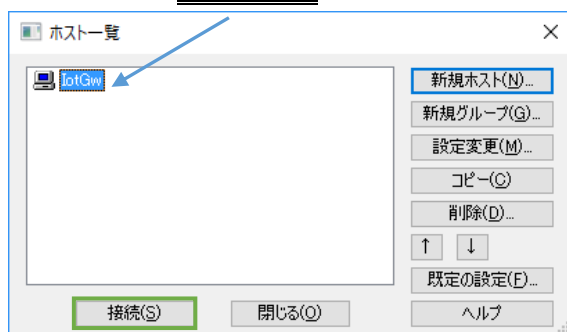 ホスト一覧
IotGw
新規ホスト(N)...
新規グループ(G)...
設定変更(M)...
コピー(C)
削除(D)...
↑ ↓
既定の設定(F)...
接続(S) 閉じる(O) ヘルプ